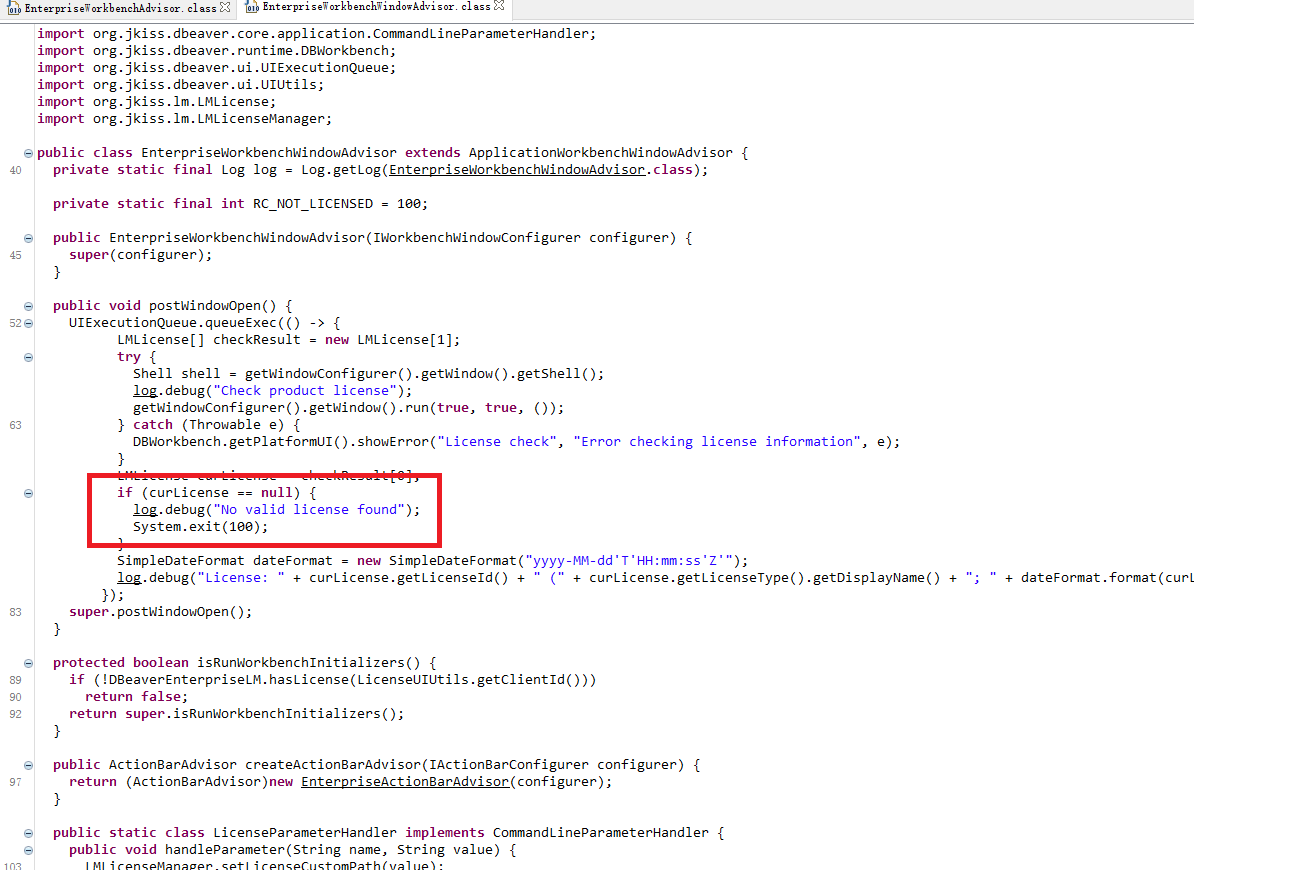 EnterpriseWorkbenchAdvisor.class EnterpriseWorkbenchWindowAdvisor.class
import org.jkiss.dbeaver.core.application.CommandLineParameterHandler;
import org.jkiss.dbeaver.runtime.DBWorkbench;
import org.jkiss.dbeaver.ui.UIExecutionQueue;
import org.jkiss.dbeaver.ui.UIUtils;
import org.jkiss.lm.LMLicense;
import org.jkiss.lm.LMLicenseManager;
public class EnterpriseWorkbenchWindowAdvisor extends ApplicationWorkbenchWindowAdvisor {
40 private static final Log log = Log.getLog(EnterpriseWorkbenchWindowAdvisor.class);
private static final int RC_NOT_LICENSED = 100;
public EnterpriseWorkbenchWindowAdvisor(IWorkbenchWindowConfigurer configurer) {
45 super(configurer);
}
public void postWindowOpen() {
52 UIExecutionQueue.queueExec(() -> {
LMLicense[] checkResult = new LMLicense[1];
try {
Shell shell = getWindowConfigurer().getWindow().getShell();
log.debug("Check product license");
getWindowConfigurer().getWindow().run(true, true, ());
63 } catch (Throwable e) {
DBWorkbench.getPlatformUI().showError("License check", "Error checking license information", e);
}
LMLicense curLicense = checkResult[0];
if (curLicense == null) {
log.debug("No valid license found");
System.exit(100);
}
SimpleDateFormat dateFormat = new SimpleDateFormat("yyyy-MM-dd'T'HH:mm:ss'Z'");
log.debug("License: " + curLicense.getLicenseId() + " (" + curLicense.getLicenseType().getDisplayName() + "; " + dateFormat.format(curL
});
83 super.postWindowOpen();
}
protected boolean isRunWorkbenchInitializers() {
89 if (!DBeaverEnterpriseLM.hasLicense(LicenseUIUtils.getClientId()))
90 return false;
92 return super.isRunWorkbenchInitializers();
}
public ActionBarAdvisor createActionBarAdvisor(IActionBarConfigurer configurer) {
97 return (ActionBarAdvisor)new EnterpriseActionBarAdvisor(configurer);
}
public static class LicenseParameterHandler implements CommandLineParameterHandler {
public void handleParameter(String name, String value) {
103 LMLicenseManager.setLicenseCustomPath(value);